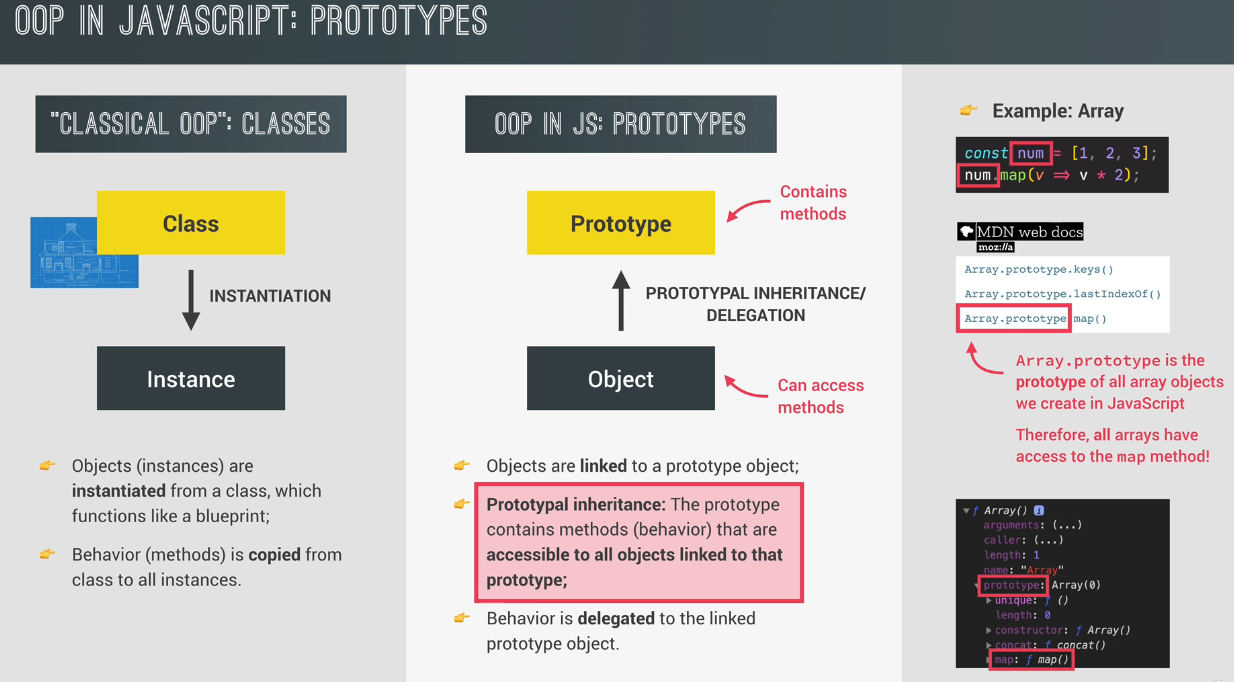 OOP IN JAVASCRIPT: PROTOTYPES
"CLASSICAL OOP": CLASSES
Class
INSTANTIATION
Instance
Objects (instances) are
instantiated from a class, which
functions like a blueprint;
Behavior (methods) is copied from
class to all instances.
OOP IN JS: PROTOTYPES
Contains
methods
Prototype
PROTOTYPAL INHERITANCE/
DELEGATION
Object
Can access
methods
Objects are linked to a prototype object;
Prototypal inheritance: The prototype
contains methods (behavior) that are
accessible to all objects linked to that
prototype;
Behavior is delegated to the linked
prototype object.
Example: Array
const num = [1, 2, 3];
num.map(v => v * 2);
MDN web docs
moz://a
Array.prototype.keys()
Array.prototype.lastIndexOf()
Array.prototype.map()
Array.prototype is the
prototype of all array objects
we create in JavaScript
Therefore, all arrays have
access to the map method!
ƒ Array() i
arguments: (...)
caller: (...)
length: 1
name: "Array"
prototype: Array(0)
unique: ƒ ()
length: 0
constructor: ƒ Array()
concat: ƒ concat()
map: ƒ map()